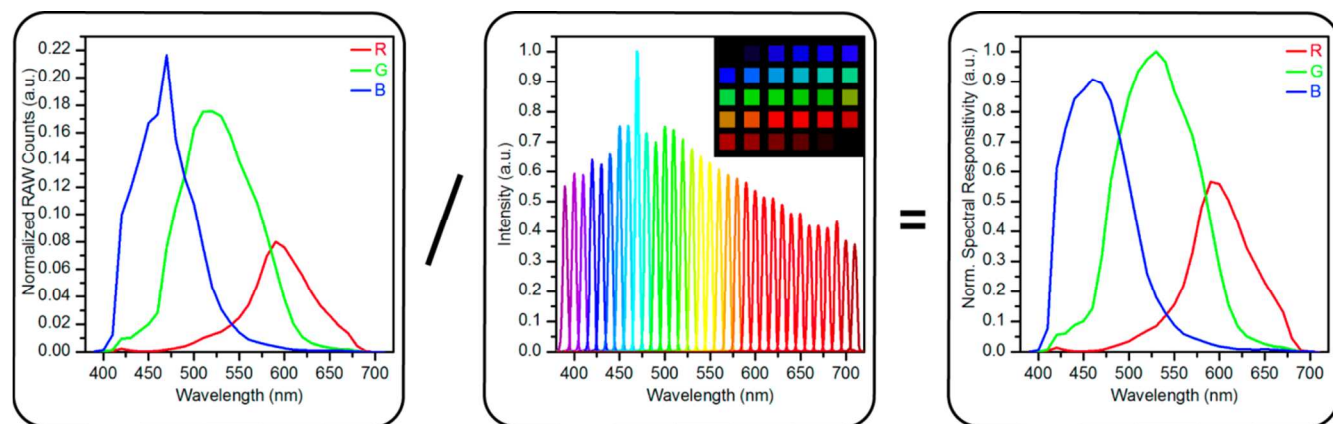 Normalized RAW Counts (a.u.)
0.22
0.20
0.18
0.16
0.14
0.12
0.10
0.08
0.06
0.04
0.02
0.00
R
G
B
400 450 500 550 600 650 700
Wavelength (nm)
/
Intensity (a.u.)
1.0
0.9
0.8
0.7
0.6
0.5
0.4
0.3
0.2
0.1
0.0
400 450 500 550 600 650 700
Wavelength (nm)
=
Norm. Spectral Responsitivity (a.u.)
1.0
0.9
0.8
0.7
0.6
0.5
0.4
0.3
0.2
0.1
0.0
R
G
B
400 450 500 550 600 650 700
Wavelength (nm)